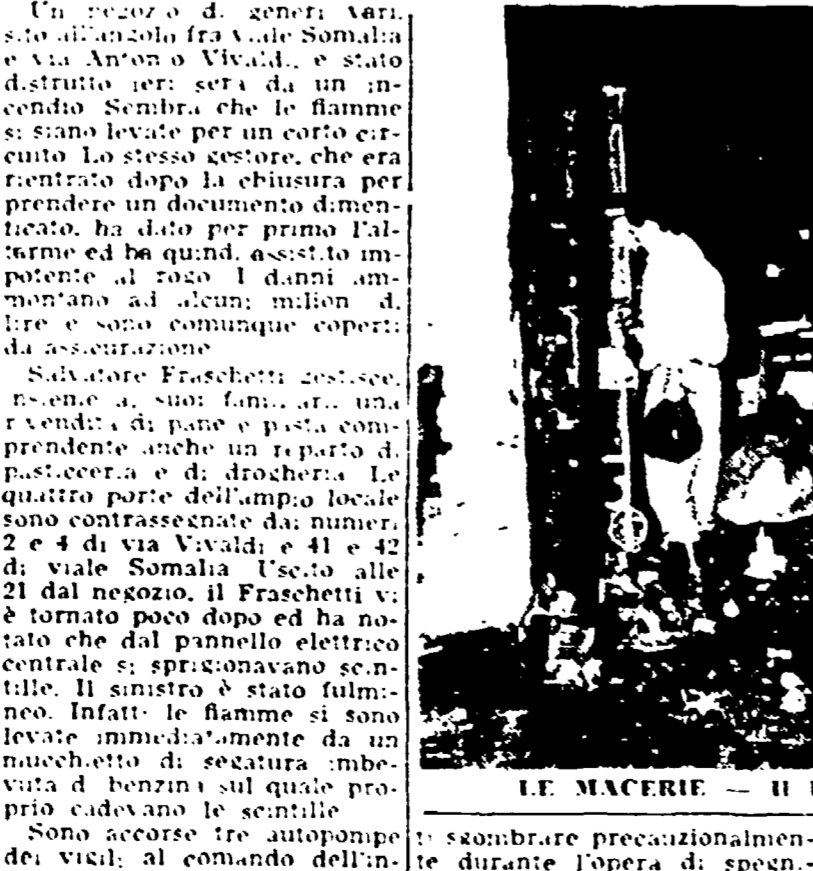 Un negozio di generi vari,
sito all'angolo fra viale Somalia
e via Antonio Vivaldi, è stato
distrutto ieri sera da un in-
cendio Sembra che le fiamme
si siano levate per un corto cir-
cuito Lo stesso gestore, che era
rientrato dopo la chiusura per
prendere un documento dimen-
ticato, ha dato per primo l'al-
larme ed ha quindi assistito im-
potente al rogo I danni am-
montano ad alcuni milioni di
lire e sono comunque coperti
da assicurazione
Salvatore Fraschetti gestisce,
insieme ai suoi familiari, una
rivendita di pane e pasta com-
prendente anche un reparto di
pasticceria e di drogheria Le
quattro porte dell'ampio locale
sono contrassegnate dai numeri
2 e 4 di via Vivaldi e 41 e 42
di viale Somalia Uscito alle
21 dal negozio, il Fraschetti vi
è tornato poco dopo ed ha no-
tato che dal pannello elettrico
centrale si sprigionavano scin-
tille. Il sinistro è stato fulmi-
neo. Infatti le fiamme si sono
levate immediatamente da un
mucchietto di segatura imbe-
vuta di benzina sul quale pro-
prio cadevano le scintille
Sono accorse tre autopompe
dei vigili al comando dell'in-
LE MACERIE — Il
ti sgombrare precauzionalmen-
te durante l'opera di spegni-